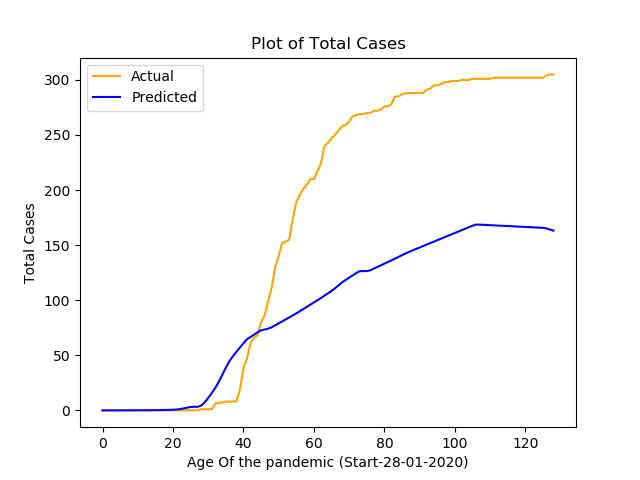 Plot of Total Cases
Actual
Predicted
300
250
200
150
100
50
0
Total Cases
0 20 40 60 80 100 120
Age Of the pandemic (Start-28-01-2020)